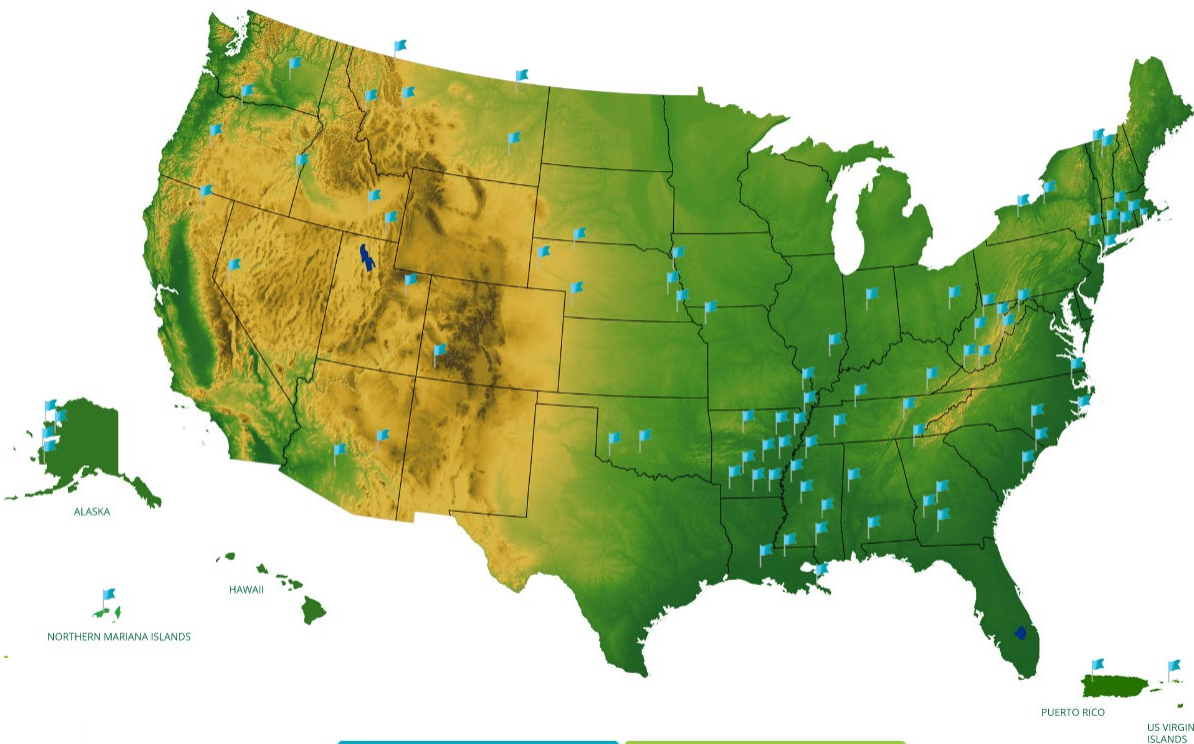 ALASKA
HAWAII
NORTHERN MARIANA ISLANDS
PUERTO RICO
US VIRGIN
ISLANDS